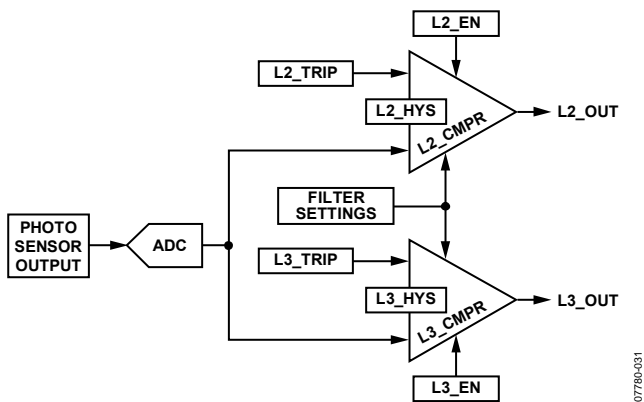 L2_EN
L2_TRIP
L2_HYS
L2_CMPR
L2_OUT
FILTER
SETTINGS
PHOTO
SENSOR
OUTPUT
ADC
L3_TRIP
L3_HYS
L3_CMPR
L3_OUT
L3_EN
07780-031